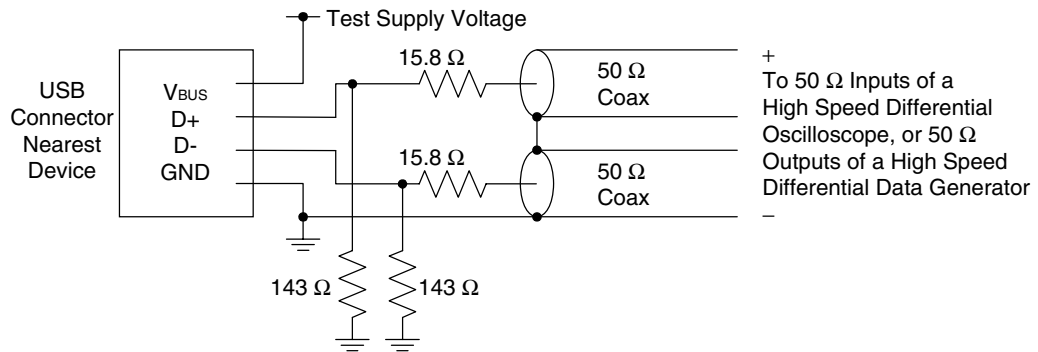 Test Supply Voltage
USB
Connector
Nearest
Device
VBUS
D+
D-
GND
15.8 Ω
50 Ω
Coax
15.8 Ω
50 Ω
Coax
+
To 50 Ω Inputs of a
High Speed Differential
Oscilloscope, or 50 Ω
Outputs of a High Speed
Differential Data Generator
−
143 Ω
143 Ω